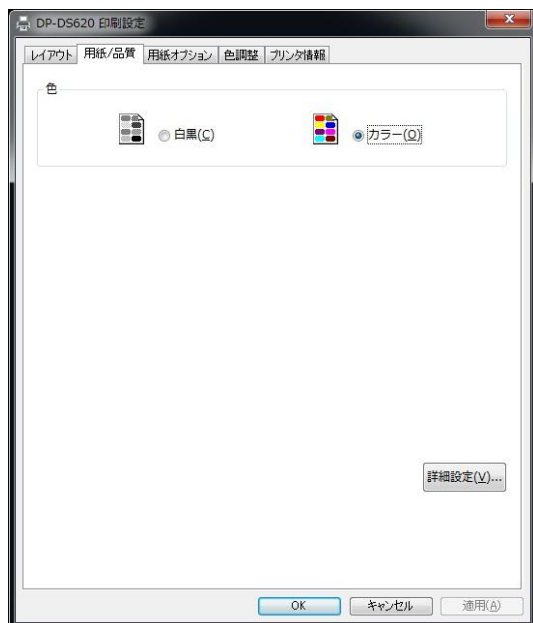 DP-DS620 印刷設定
レイアウト 用紙/品質 用紙オプション 色調整 プリンタ情報
色
白黒(C) カラー(O)
詳細設定(V)...
OK キャンセル 適用(A)